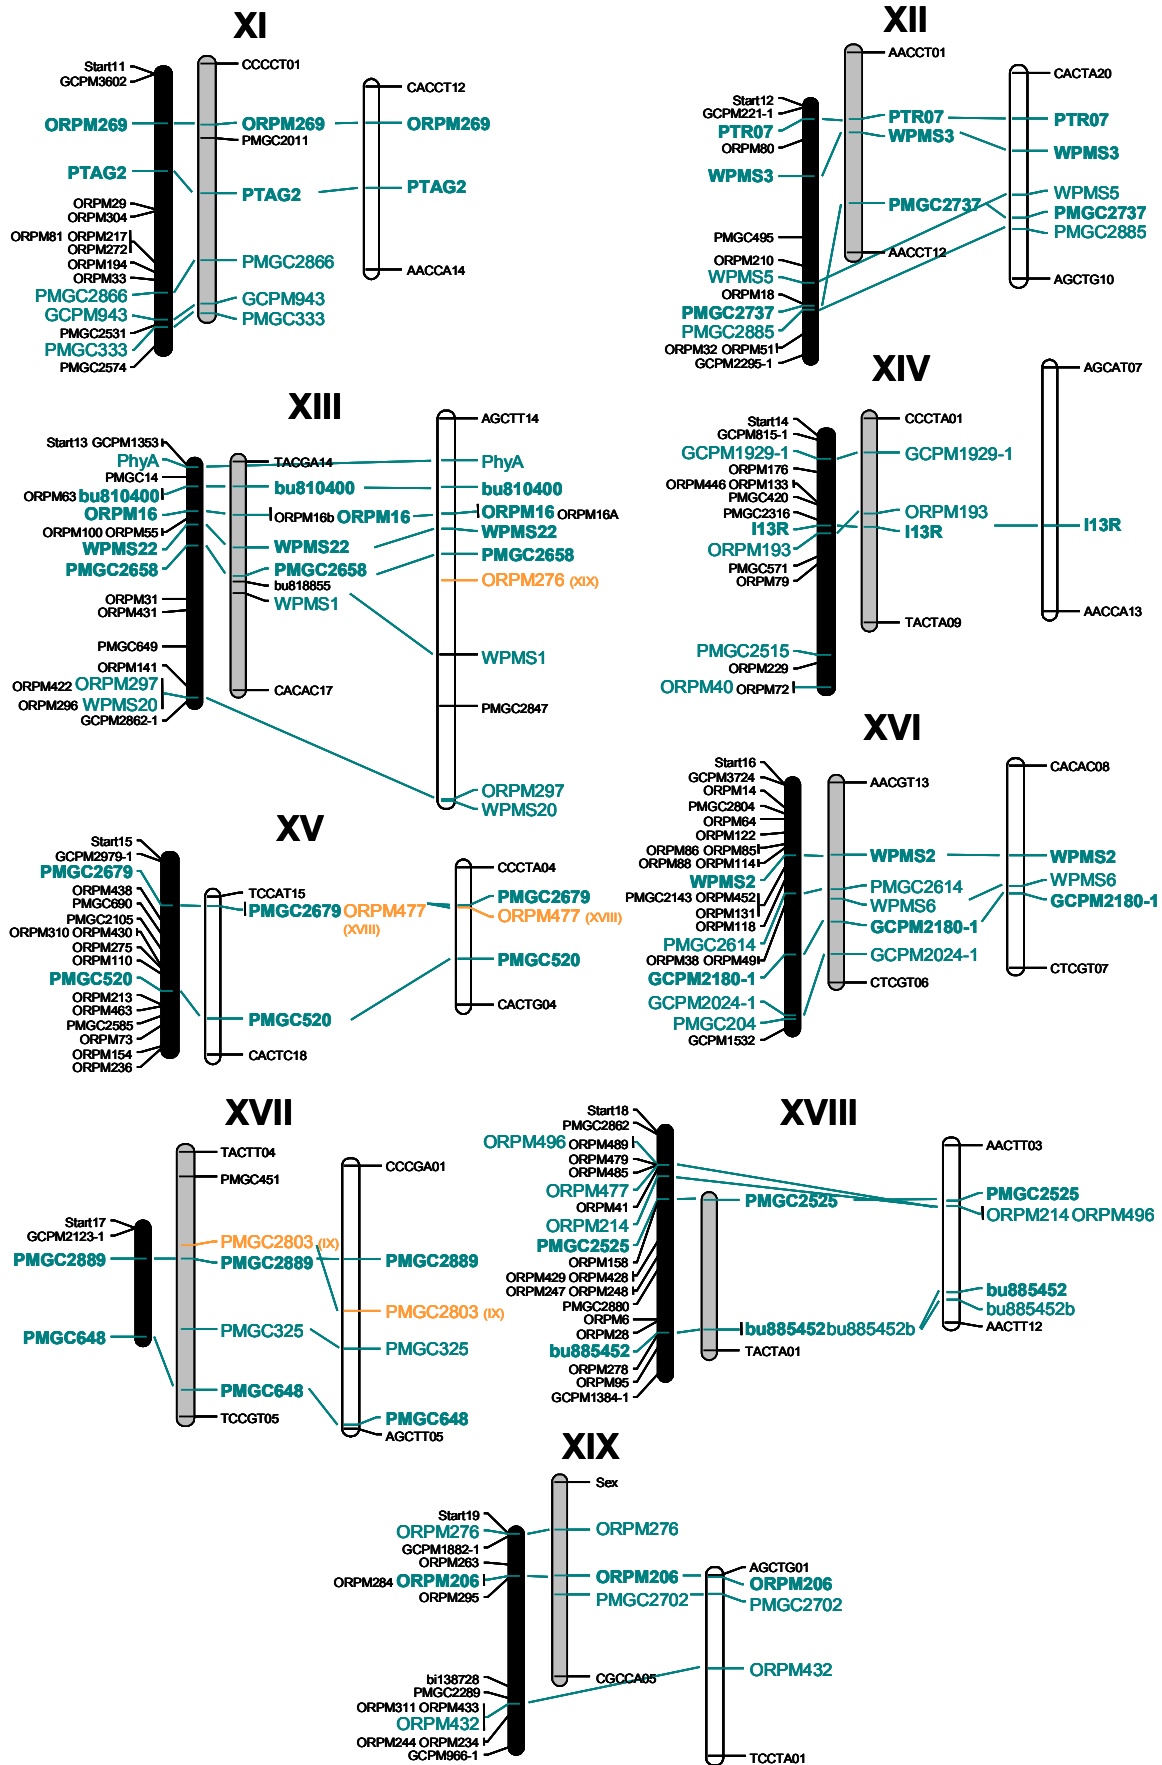 XI
Start11
GCPM3602
ORPM269
PTAG2
ORPM29
ORPM304
ORPM81 ORPM217
ORPM272
ORPM194
ORPM33
PMGC2866
GCPM943
PMGC2531
PMGC333
PMGC2574
CCCCT01
ORPM269
PMGC2011
PTAG2
PMGC2866
GCPM943
PMGC333
CACCT12
ORPM269
PTAG2
AACCA14
XII
Start12
GCPM221-1
PTR07
ORPM80
WPMS3
PMGC495
ORPM210
WPMS5
ORPM18
PMGC2737
PMGC2885
ORPM32 ORPM51
GCPM2295-1
AACCT01
PTR07
WPMS3
PMGC2737
AACCT12
CACTA20
PTR07
WPMS3
WPMS5
PMGC2737
PMGC2885
AGCTG10
XIII
Start13 GCPM1353
PhyA
PMGC14
ORPM63 bu810400
ORPM16
ORPM100 ORPM55
WPMS22
PMGC2658
ORPM31
ORPM431
PMGC649
ORPM141
ORPM422 ORPM297
ORPM296 WPMS20
GCPM2862-1
TACGA14
bu810400
ORPM16b ORPM16
WPMS22
PMGC2658
bu818855
WPMS1
CACAC17
AGCTT14
PhyA
bu810400
ORPM16 ORPM16A
WPMS22
PMGC2658
ORPM276 (XIX)
WPMS1
PMGC2847
ORPM297
WPMS20
XIV
Start14
GCPM815-1
GCPM1929-1
ORPM176
ORPM446 ORPM133
PMGC420
PMGC2316
I13R
ORPM193
PMGC571
ORPM79
PMGC2515
ORPM229
ORPM40 ORPM72
CCCTA01
GCPM1929-1
ORPM193
I13R
TACTA09
AGCAT07
I13R
AACCA13
XV
Start15
GCPM2979-1
PMGC2679
ORPM438
PMGC690
PMGC2105
ORPM310 ORPM430
ORPM275
ORPM110
PMGC520
ORPM213
ORPM463
PMGC2585
ORPM73
ORPM154
ORPM236
TCCAT15
PMGC2679 ORPM477
(XVIII)
PMGC520
CACTC18
CCCTA04
PMGC2679
ORPM477 (XVIII)
PMGC520
CACTG04
XVI
Start16
GCPM3724
ORPM14
PMGC2804
ORPM64
ORPM122
ORPM86 ORPM85
ORPM88 ORPM114
WPMS2
PMGC2143 ORPM452
ORPM131
ORPM118
PMGC2614
ORPM38 ORPM49
GCPM2180-1
GCPM2024-1
PMGC204
GCPM1532
AACGT13
WPMS2
PMGC2614
WPMS6
GCPM2180-1
GCPM2024-1
CTCGT06
CACAC08
WPMS2
WPMS6
GCPM2180-1
CTCGT07
XVII
Start17
GCPM2123-1
PMGC2889
PMGC648
TACTT04
PMGC451
PMGC2803 (IX)
PMGC2889
PMGC325
PMGC648
TCCGT05
CCCGA01
PMGC2889
PMGC2803 (IX)
PMGC325
PMGC648
AGCTT05
XVIII
Start18
PMGC2862
ORPM496 ORPM489
ORPM479
ORPM485
ORPM477
ORPM41
ORPM214
PMGC2525
ORPM158
ORPM429 ORPM428
ORPM247 ORPM248
PMGC2880
ORPM6
ORPM28
bu885452
ORPM278
ORPM95
GCPM1384-1
PMGC2525
bu885452 bu885452b
TACTA01
AACTT03
PMGC2525
ORPM214 ORPM496
bu885452
bu885452b
AACTT12
XIX
Start19
ORPM276
GCPM1882-1
ORPM263
ORPM284 ORPM206
ORPM295
bi138728
PMGC2289
ORPM311 ORPM433
ORPM432
ORPM244 ORPM234
GCPM966-1
Sex
ORPM276
ORPM206
PMGC2702
CGCCA05
AGCTG01
ORPM206
PMGC2702
ORPM432
TCCTA01